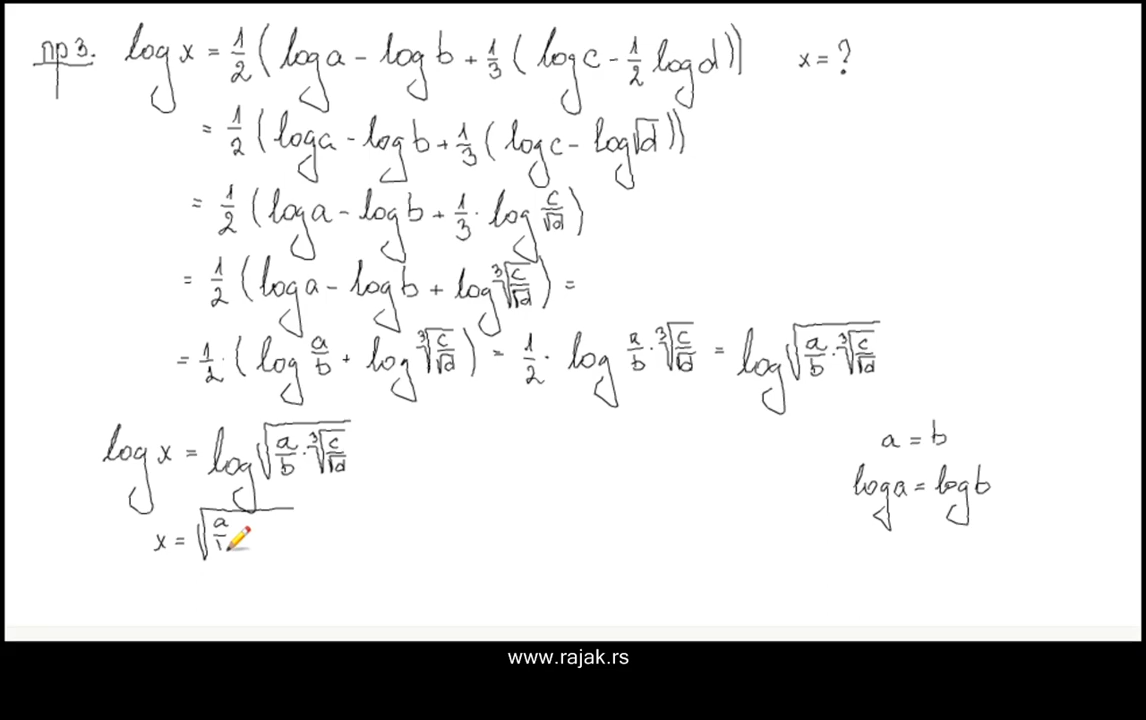 пр 3. log x = 1/2 (log a - log b + 1/3 (log c - 1/2 log d)) x = ?
= 1/2 (log a - log b + 1/3 (log c - log √d))
= 1/2 (log a - log b + 1/3 · log c/√d)
= 1/2 (log a - log b + log ∛(c/√d)) =
= 1/2 · (log a/b + log ∛(c/√d)) = 1/2 · log a/b · ∛(c/√d) = log √(a/b · ∛(c/√d))
log x = log √(a/b · ∛(c/√d))
x = √(a/
a = b
log a = log b
www.rajak.rs